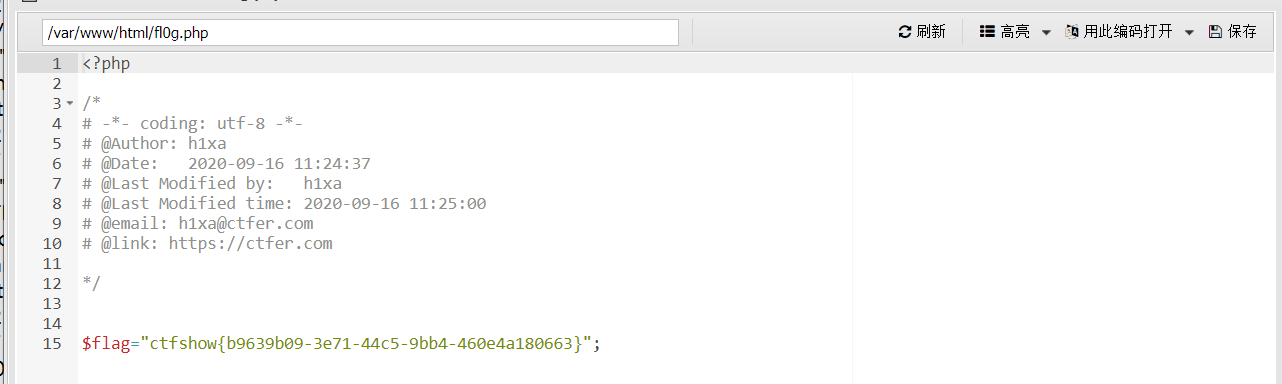 /var/www/html/fl0g.php 刷新 高亮 用此编码打开 保存
1 <?php
2
3 /*
4 # -*- coding: utf-8 -*-
5 # @Author: h1xa
6 # @Date:   2020-09-16 11:24:37
7 # @Last Modified by:   h1xa
8 # @Last Modified time: 2020-09-16 11:25:00
9 # @email: h1xa@ctfer.com
10 # @link: https://ctfer.com
11
12 */
13
14
15 $flag="ctfshow{b9639b09-3e71-44c5-9bb4-460e4a180663}";